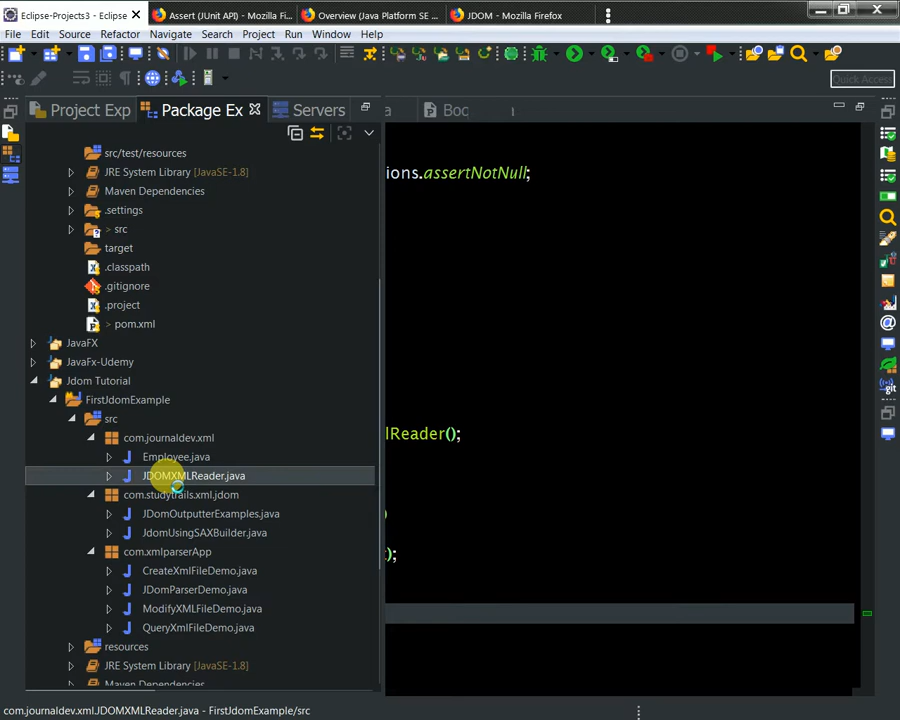 Eclipse-Projects3 - Eclipse
Assert (JUnit API) - Mozilla Fi...
Overview (Java Platform SE ...
JDOM - Mozilla Firefox
File Edit Source Refactor Navigate Search Project Run Window Help
Quick Access
Project Exp
Package Ex
Servers
src/test/resources
JRE System Library [JavaSE-1.8]
ions.assertNotNull;
Maven Dependencies
.settings
> src
target
.classpath
.gitignore
.project
> pom.xml
JavaFX
JavaFx-Udemy
Jdom Tutorial
FirstJdomExample
src
com.journaldev.xml
lReader();
Employee.java
JDOMXMLReader.java
com.studytrails.xml.jdom
JDomOutputterExamples.java
)
JdomUsingSAXBuilder.java
com.xmlparserApp
);
CreateXmlFileDemo.java
JDomParserDemo.java
ModifyXMLFileDemo.java
QueryXmlFileDemo.java
resources
JRE System Library [JavaSE-1.8]
Maven Dependencies
com.journaldev.xml.JDOMXMLReader.java - FirstJdomExample/src